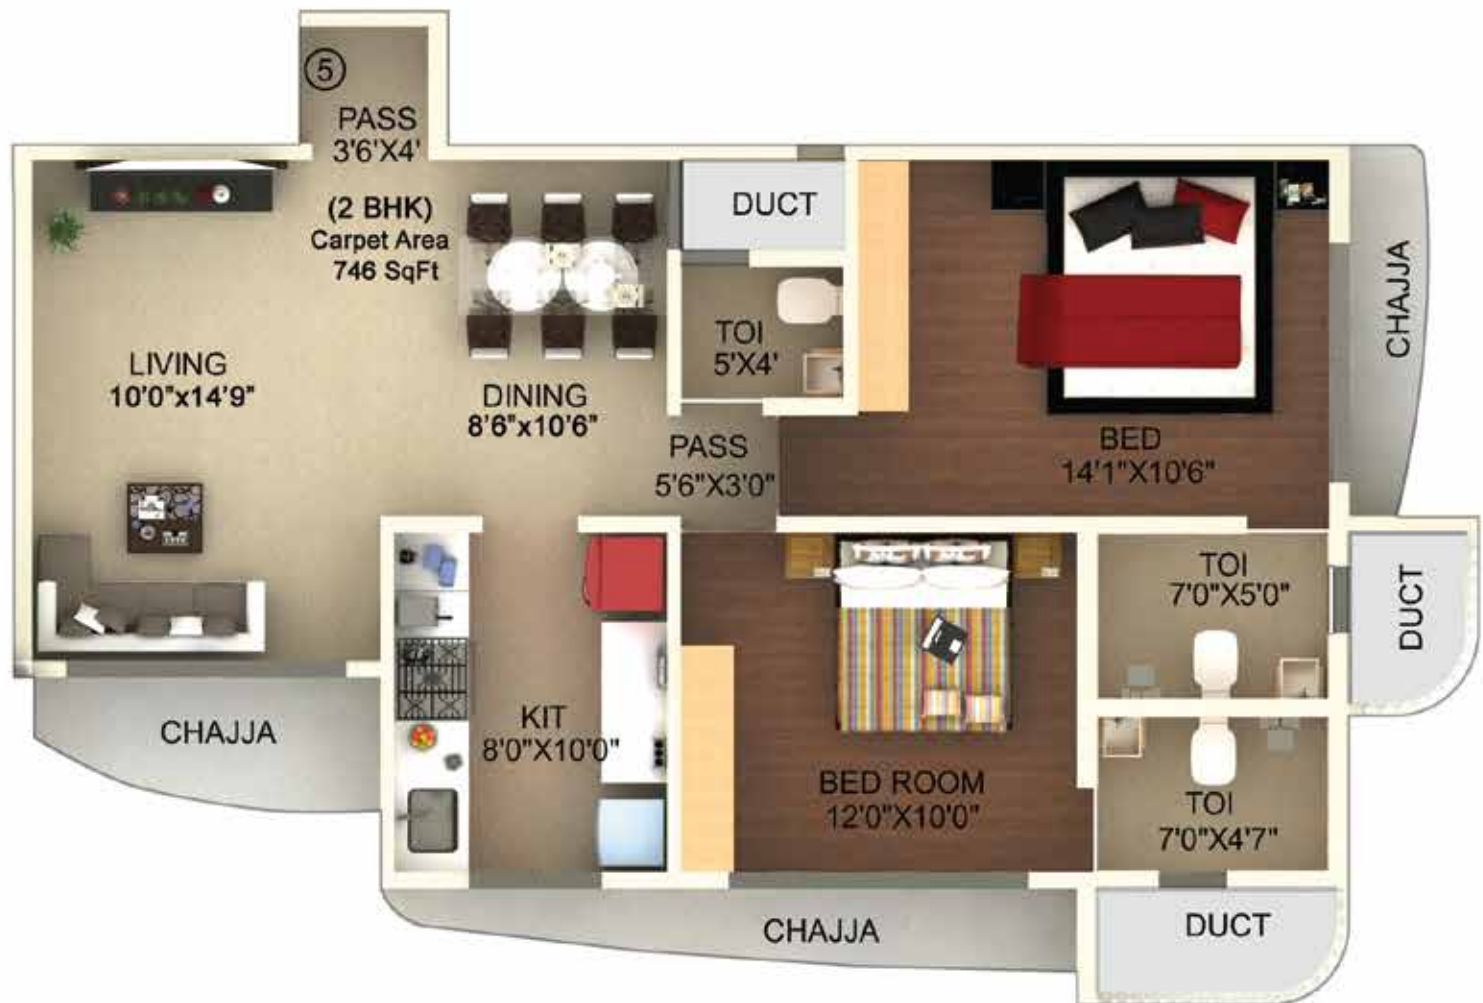 5
PASS
3'6'X4'
(2 BHK)
Carpet Area
746 SqFt
DUCT
CHAJJA
TOI
5'X4'
LIVING
10'0"x14'9"
DINING
8'6"x10'6"
PASS
5'6"X3'0"
BED
14'1"X10'6"
TOI
7'0"X5'0"
DUCT
CHAJJA
KIT
8'0"X10'0"
BED ROOM
12'0"X10'0"
TOI
7'0"X4'7"
CHAJJA
DUCT